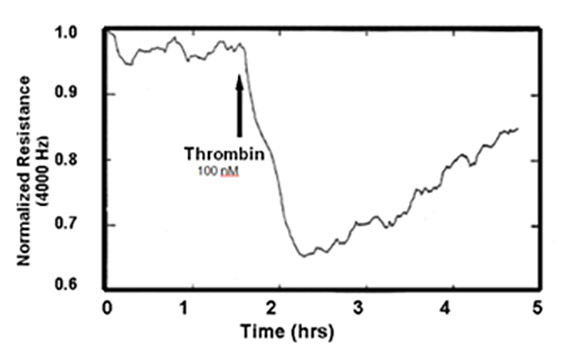 1.0
0.9
0.8
0.7
0.6
Normalized Resistance
(4000 Hz)
Thrombin
100 nM
0 1 2 3 4 5
Time (hrs)